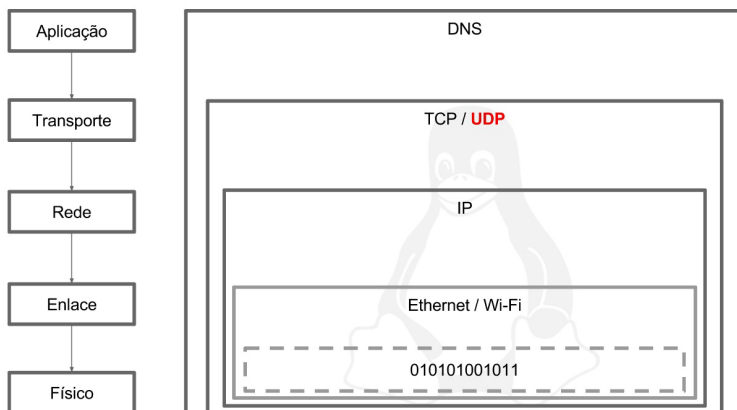 Aplicação
DNS
Transporte
TCP / UDP
Rede
IP
Enlace
Ethernet / Wi-Fi
010101001011
Físico